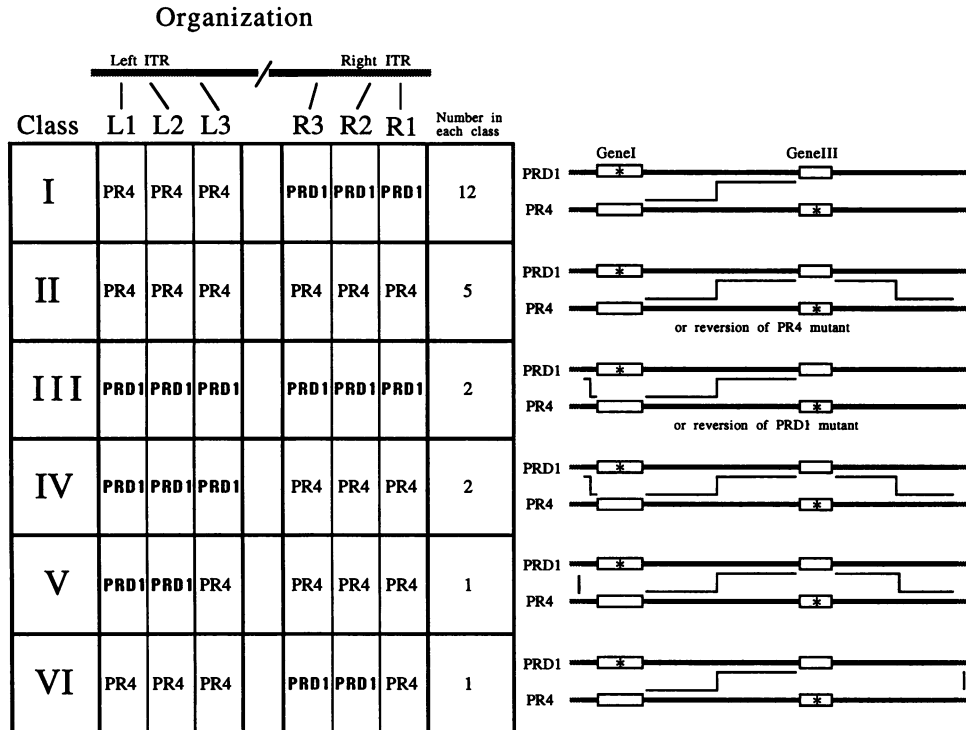 Organization
Left ITR Right ITR
Class L1 L2 L3 R3 R2 R1 Number in each class
I PR4 PR4 PR4 PRD1 PRD1 PRD1 12
II PR4 PR4 PR4 PR4 PR4 PR4 5
III PRD1 PRD1 PRD1 PRD1 PRD1 PRD1 2
IV PRD1 PRD1 PRD1 PR4 PR4 PR4 2
V PRD1 PRD1 PR4 PR4 PR4 PR4 1
VI PR4 PR4 PR4 PRD1 PRD1 PR4 1
GeneI GeneIII
PRD1 *
PR4 *
PRD1 *
PR4 *
or reversion of PR4 mutant
PRD1 *
PR4 *
or reversion of PRD1 mutant
PRD1 *
PR4 *
PRD1 *
PR4 *
PRD1 *
PR4 *